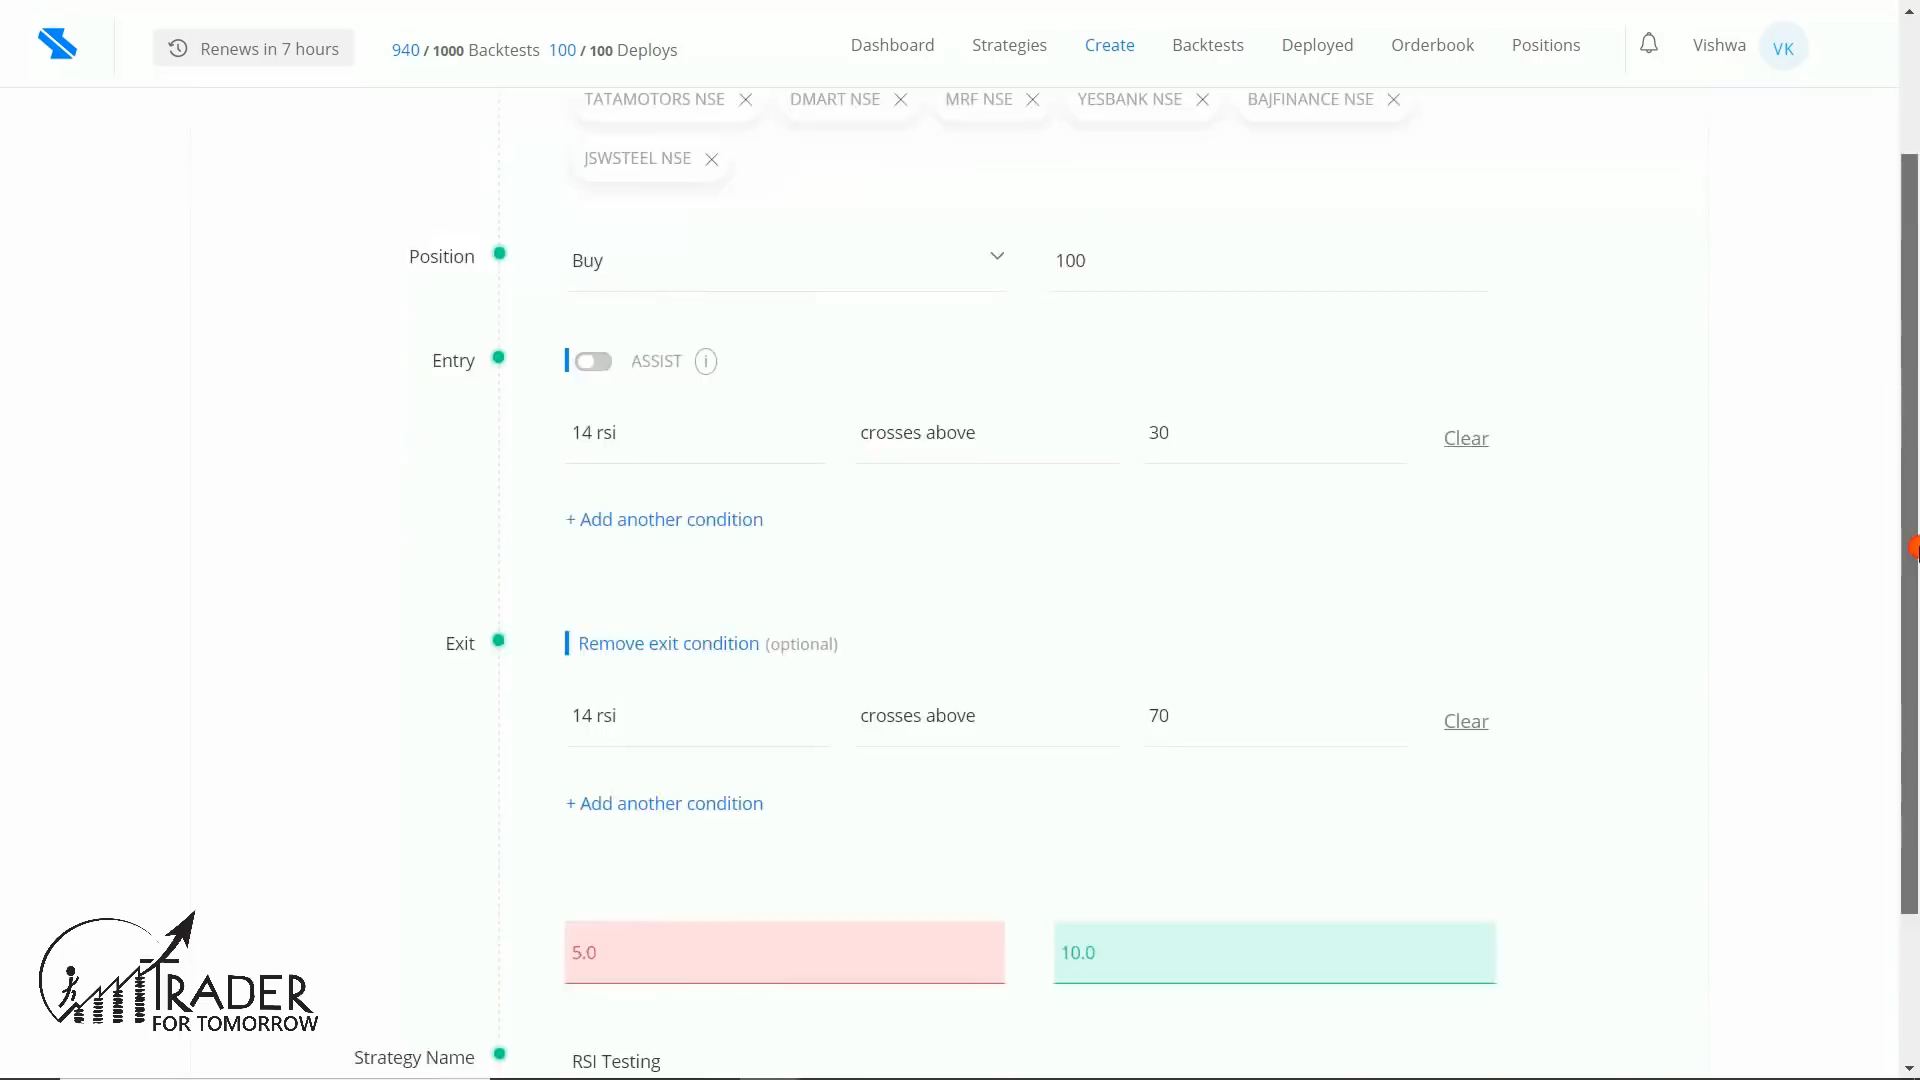 Renews in 7 hours
940 / 1000 Backtests 100 / 100 Deploys
Dashboard Strategies Create Backtests Deployed Orderbook Positions
Vishwa VK
TATAMOTORS NSE DMART NSE MRF NSE YESBANK NSE BAJFINANCE NSE
JSWSTEEL NSE
Position Buy 100
Entry ASSIST i
14 rsi crosses above 30 Clear
+ Add another condition
Exit Remove exit condition (optional)
14 rsi crosses above 70 Clear
+ Add another condition
5.0 10.0
TRADER
FOR TOMORROW
Strategy Name RSI Testing